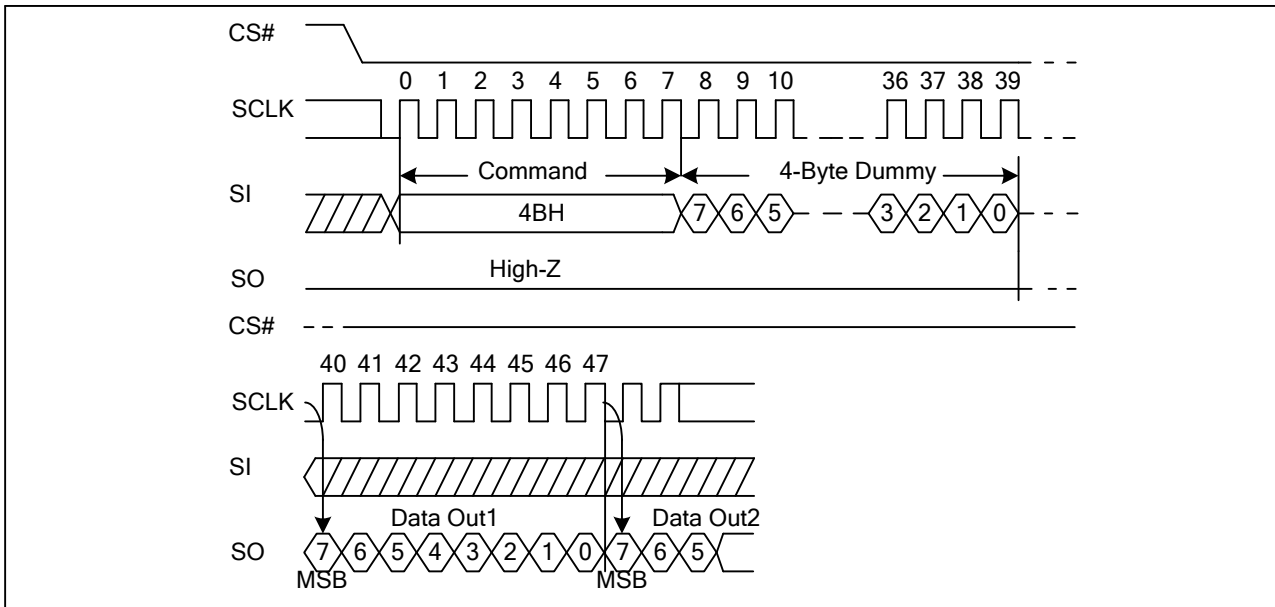 CS#
0 1 2 3 4 5 6 7 8 9 10 36 37 38 39
SCLK
Command 4-Byte Dummy
SI
4BH 7 6 5 3 2 1 0
High-Z
SO
CS#
40 41 42 43 44 45 46 47
SCLK
SI
Data Out1 Data Out2
SO 7 6 5 4 3 2 1 0 7 6 5
MSB MSB